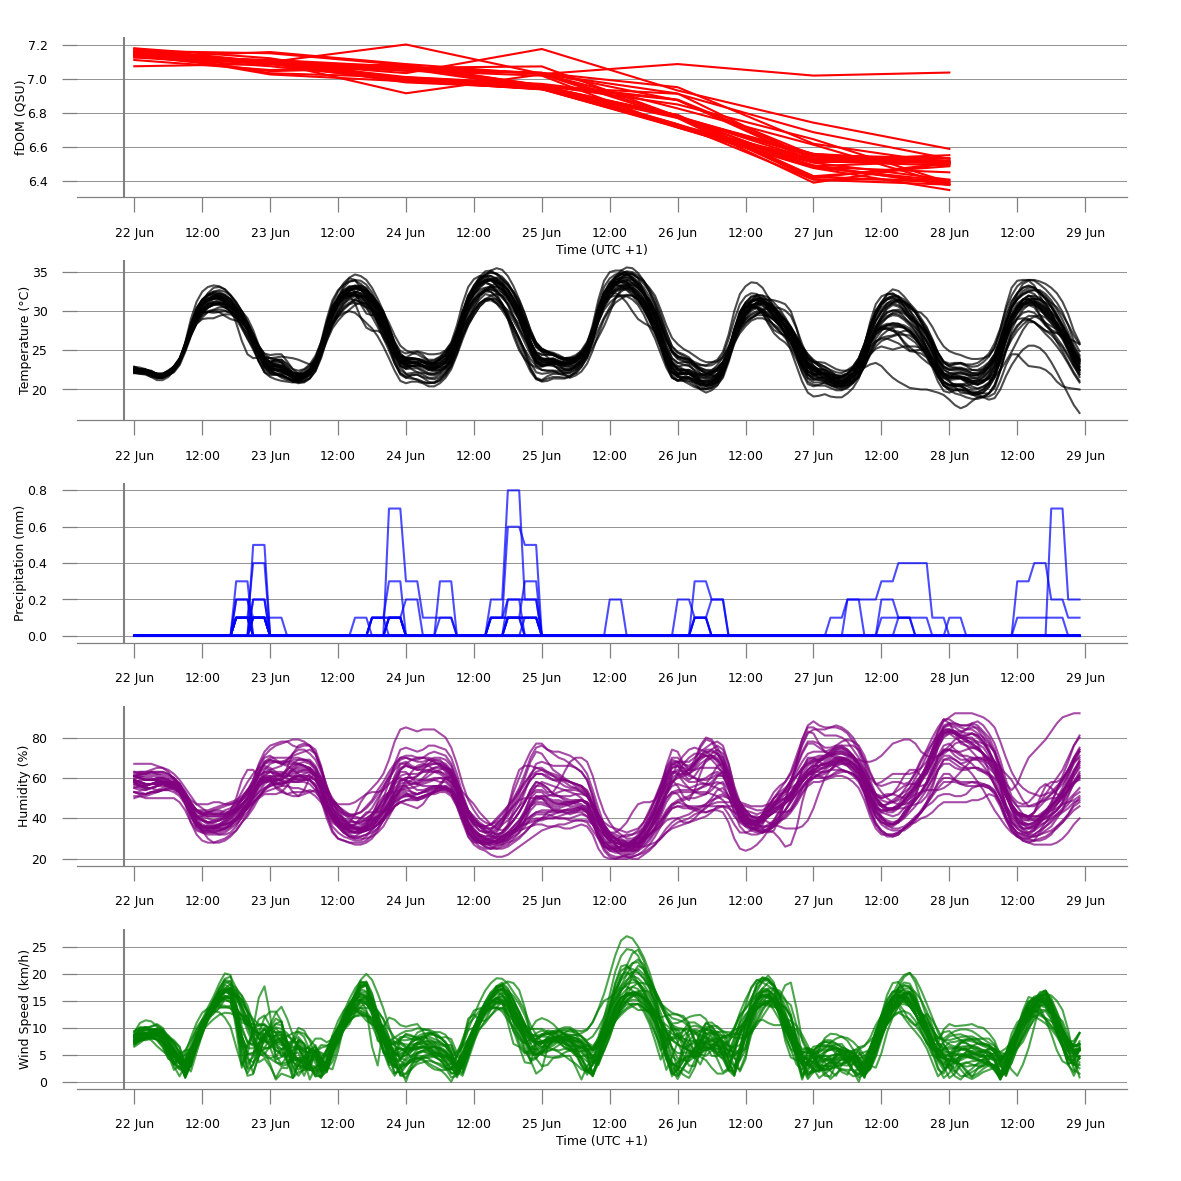 fDOM (QSU)
7.2
7.0
6.8
6.6
6.4
22 Jun 12:00 23 Jun 12:00 24 Jun 12:00 25 Jun 12:00 26 Jun 12:00 27 Jun 12:00 28 Jun 12:00 29 Jun
Time (UTC +1)
Temperature (°C)
35
30
25
20
22 Jun 12:00 23 Jun 12:00 24 Jun 12:00 25 Jun 12:00 26 Jun 12:00 27 Jun 12:00 28 Jun 12:00 29 Jun
Precipitation (mm)
0.8
0.6
0.4
0.2
0.0
22 Jun 12:00 23 Jun 12:00 24 Jun 12:00 25 Jun 12:00 26 Jun 12:00 27 Jun 12:00 28 Jun 12:00 29 Jun
Humidity (%)
80
60
40
20
22 Jun 12:00 23 Jun 12:00 24 Jun 12:00 25 Jun 12:00 26 Jun 12:00 27 Jun 12:00 28 Jun 12:00 29 Jun
Wind Speed (km/h)
25
20
15
10
5
0
22 Jun 12:00 23 Jun 12:00 24 Jun 12:00 25 Jun 12:00 26 Jun 12:00 27 Jun 12:00 28 Jun 12:00 29 Jun
Time (UTC +1)